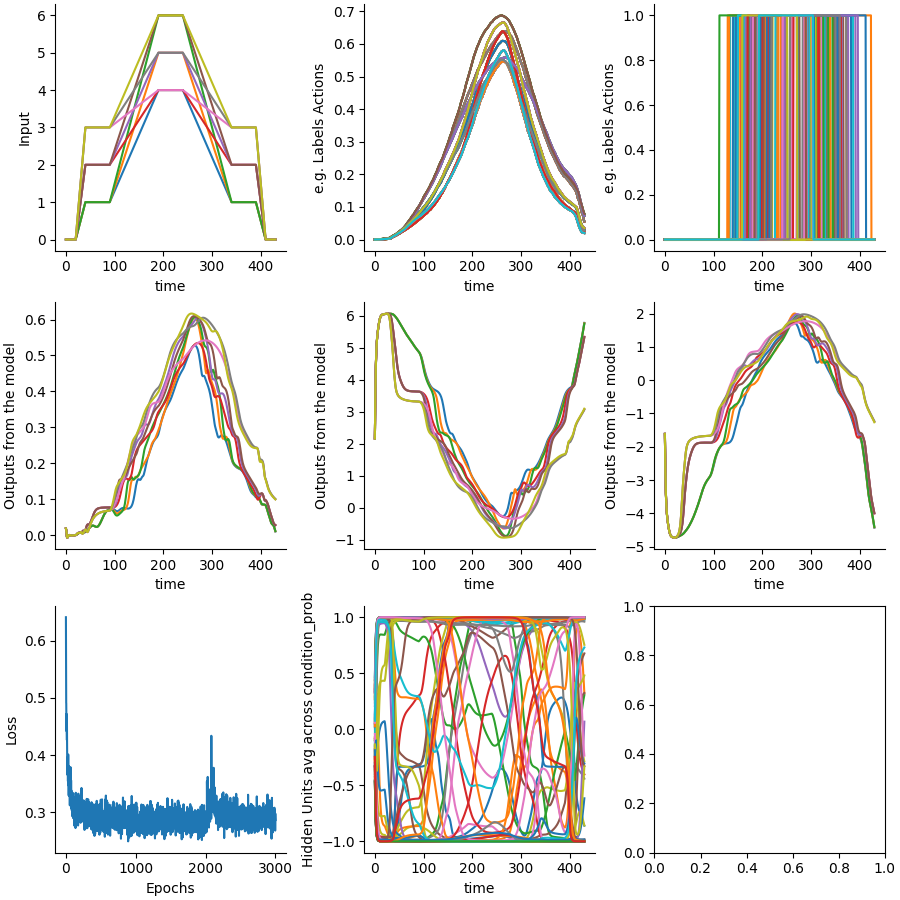 6
5
4
3
2
1
0
Input
0 100 200 300 400
time
0.7
0.6
0.5
0.4
0.3
0.2
0.1
0.0
e.g. Labels Actions
0 100 200 300 400
time
1.0
0.8
0.6
0.4
0.2
0.0
e.g. Labels Actions
0 100 200 300 400
time
0.6
0.5
0.4
0.3
0.2
0.1
0.0
Outputs from the model
0 100 200 300 400
time
6
5
4
3
2
1
0
−1
Outputs from the model
0 100 200 300 400
time
2
1
0
−1
−2
−3
−4
−5
Outputs from the model
0 100 200 300 400
time
0.6
0.5
0.4
0.3
Loss
0 1000 2000 3000
Epochs
1.0
0.5
0.0
−0.5
−1.0
Hidden Units avg across condition_prob
0 100 200 300 400
time
1.0
0.8
0.6
0.4
0.2
0.0
0.0 0.2 0.4 0.6 0.8 1.0